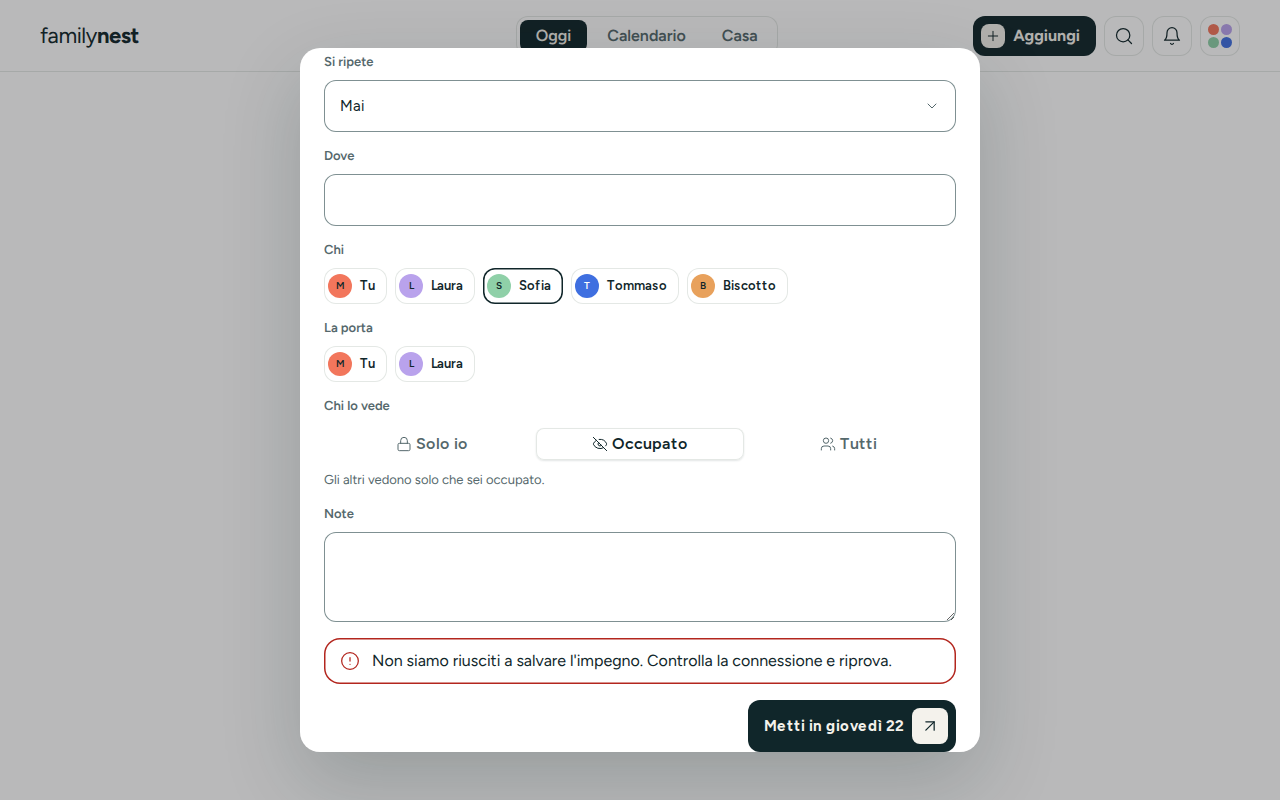 familynest
Oggi
Calendario
Casa
Aggiungi
Si ripete
Mai
Dove
Chi
M Tu
L Laura
S Sofia
T Tommaso
B Biscotto
La porta
M Tu
L Laura
Chi lo vede
Solo io
Occupato
Tutti
Gli altri vedono solo che sei occupato.
Note
Non siamo riusciti a salvare l'impegno. Controlla la connessione e riprova.
Metti in giovedì 22